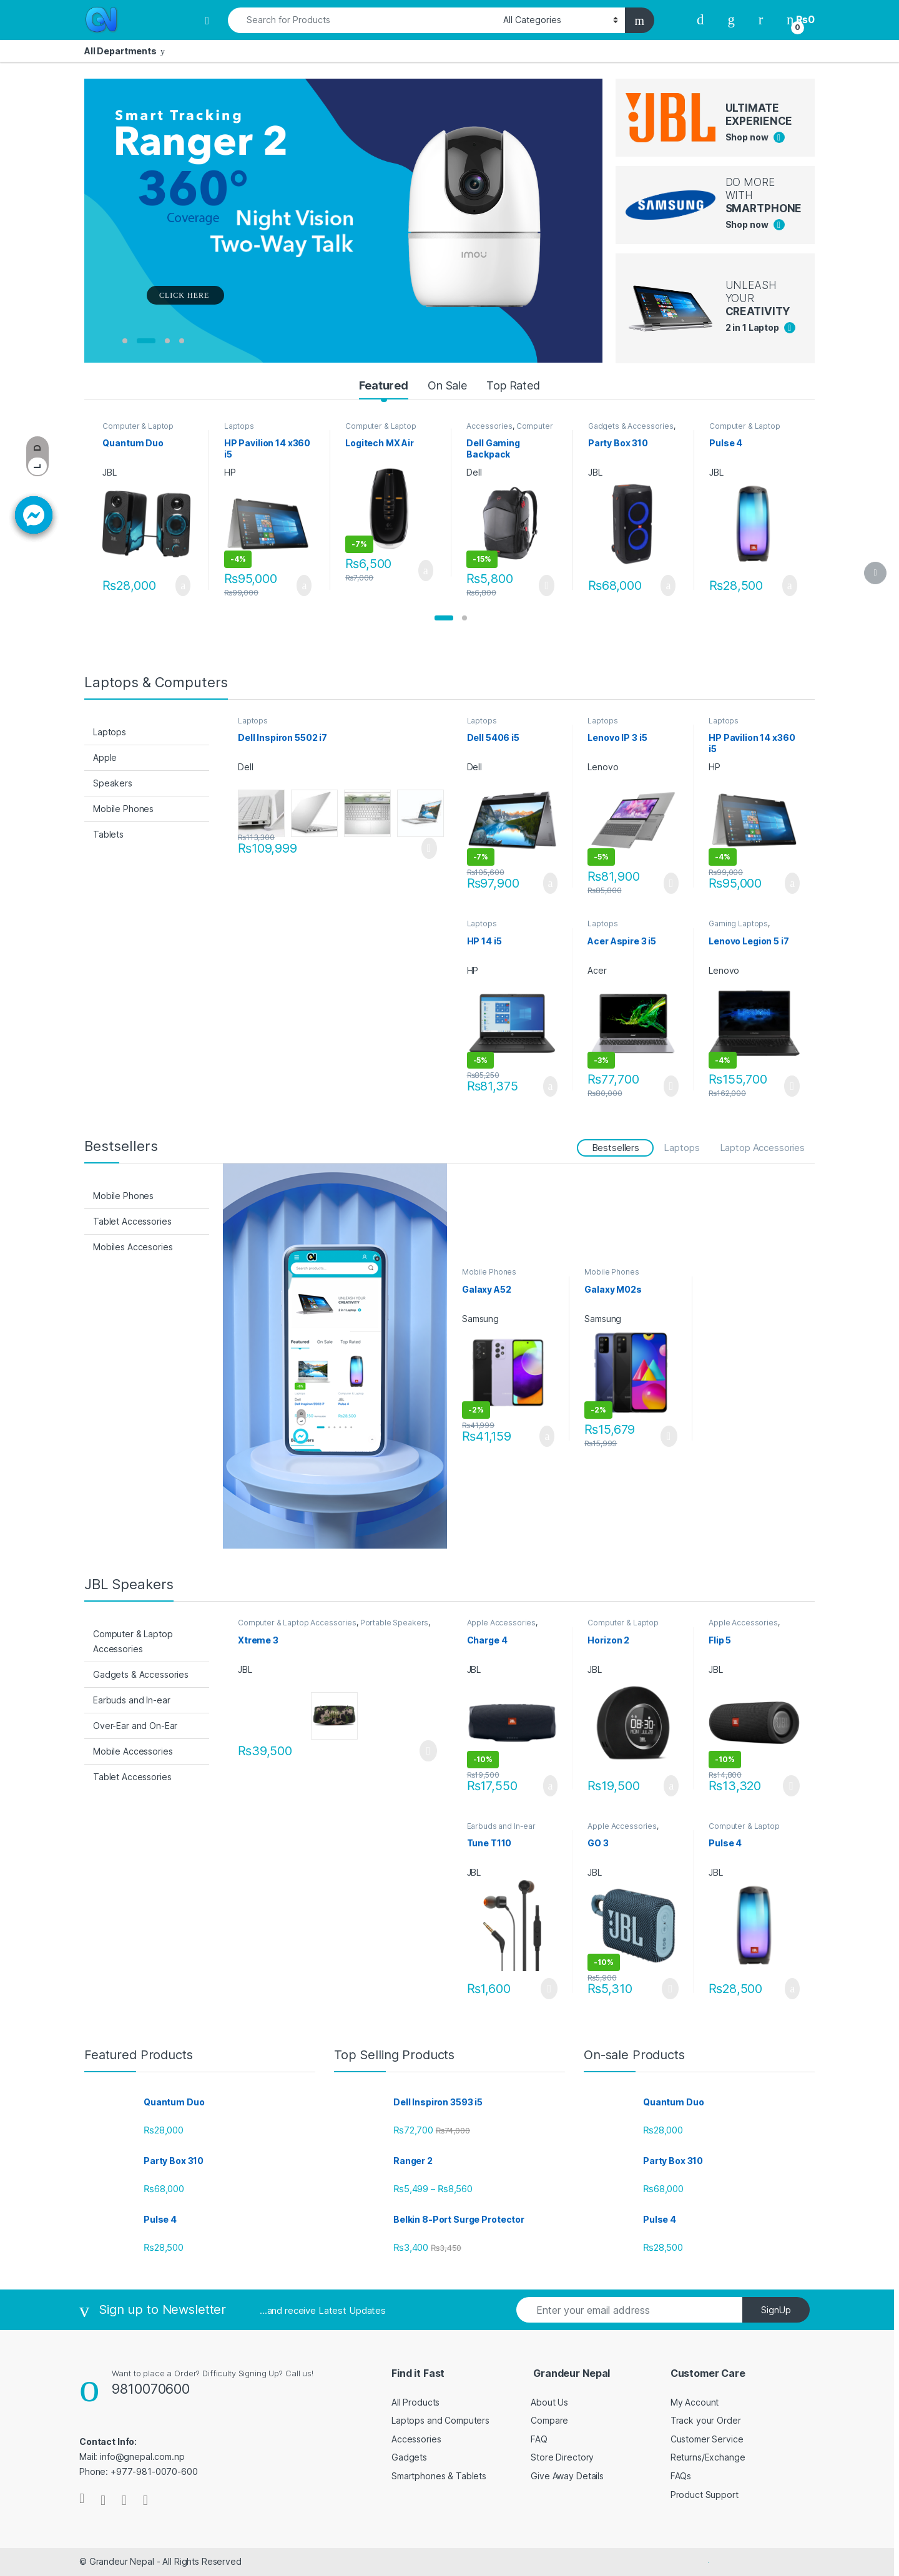 Search for Products
All Categories
m
d g r n
₨0
0
All Departments v
Smart Tracking
Ranger 2
360°
Coverage
Night Vision
Two-Way Talk
imou
CLICK HERE
JBL
ULTIMATE
EXPERIENCE
Shop now
SAMSUNG
DO MORE
WITH
SMARTPHONE
Shop now
UNLEASH
YOUR
CREATIVITY
2 in 1 Laptop
Featured On Sale Top Rated
D
L
Computer & Laptop
Quantum Duo
JBL
₨28,000
Laptops
HP Pavilion 14 x360
i5
HP
-4%
₨95,000
₨99,000
Computer & Laptop
Logitech MX Air
-7%
₨6,500
₨7,000
Accessories, Computer
Dell Gaming
Backpack
Dell
-15%
₨5,800
₨6,800
Gadgets & Accessories,
Party Box 310
JBL
₨68,000
Computer & Laptop
Pulse 4
JBL
₨28,500
Laptops & Computers
Laptops
Apple
Speakers
Mobile Phones
Tablets
Laptops
Dell Inspiron 5502 i7
Dell
₨113,300
₨109,999
Laptops
Dell 5406 i5
Dell
-7%
₨105,600
₨97,900
Laptops
Lenovo IP 3 i5
Lenovo
-5%
₨81,900
₨85,800
Laptops
HP Pavilion 14 x360
i5
HP
-4%
₨99,000
₨95,000
Laptops
HP 14 i5
HP
-5%
₨85,250
₨81,375
Laptops
Acer Aspire 3 i5
Acer
-3%
₨77,700
₨80,000
Gaming Laptops,
Lenovo Legion 5 i7
Lenovo
-4%
₨155,700
₨162,000
Bestsellers
Bestsellers Laptops Laptop Accessories
Mobile Phones
Tablet Accessories
Mobiles Accesories
Search products
UNLEASH YOUR
CREATIVITY
Featured On Sale Top Rated
Mobile Phones
Galaxy A52
Samsung
-2%
₨41,999
₨41,159
Mobile Phones
Galaxy M02s
Samsung
-2%
₨15,679
₨15,999
JBL Speakers
Computer & Laptop
Accessories
Gadgets & Accessories
Earbuds and In-ear
Over-Ear and On-Ear
Mobile Accessories
Tablet Accessories
Computer & Laptop Accessories, Portable Speakers,
Xtreme 3
JBL
₨39,500
Apple Accessories,
Charge 4
JBL
-10%
₨19,500
₨17,550
Computer & Laptop
Horizon 2
JBL
08:30
₨19,500
Apple Accessories,
Flip 5
JBL
-10%
₨14,800
₨13,320
Earbuds and In-ear
Tune T110
JBL
₨1,600
Apple Accessories,
GO 3
JBL
JBL
-10%
₨5,900
₨5,310
Computer & Laptop
Pulse 4
JBL
₨28,500
Featured Products
Quantum Duo
₨28,000
Party Box 310
₨68,000
Pulse 4
₨28,500
Top Selling Products
Dell Inspiron 3593 i5
₨72,700 ₨74,000
Ranger 2
₨5,499 – ₨8,560
Belkin 8-Port Surge Protector
₨3,400 ₨3,450
On-sale Products
Quantum Duo
₨28,000
Party Box 310
₨68,000
Pulse 4
₨28,500
v Sign up to Newsletter
...and receive Latest Updates
Enter your email address
SignUp
Want to place a Order? Difficulty Signing Up? Call us!
9810070600
Contact Info:
Mail: info@gnepal.com.np
Phone: +977-981-0070-600
Find it Fast
All Products
Laptops and Computers
Accessories
Gadgets
Smartphones & Tablets
Grandeur Nepal
About Us
Compare
FAQ
Store Directory
Give Away Details
Customer Care
My Account
Track your Order
Customer Service
Returns/Exchange
FAQs
Product Support
© Grandeur Nepal - All Rights Reserved